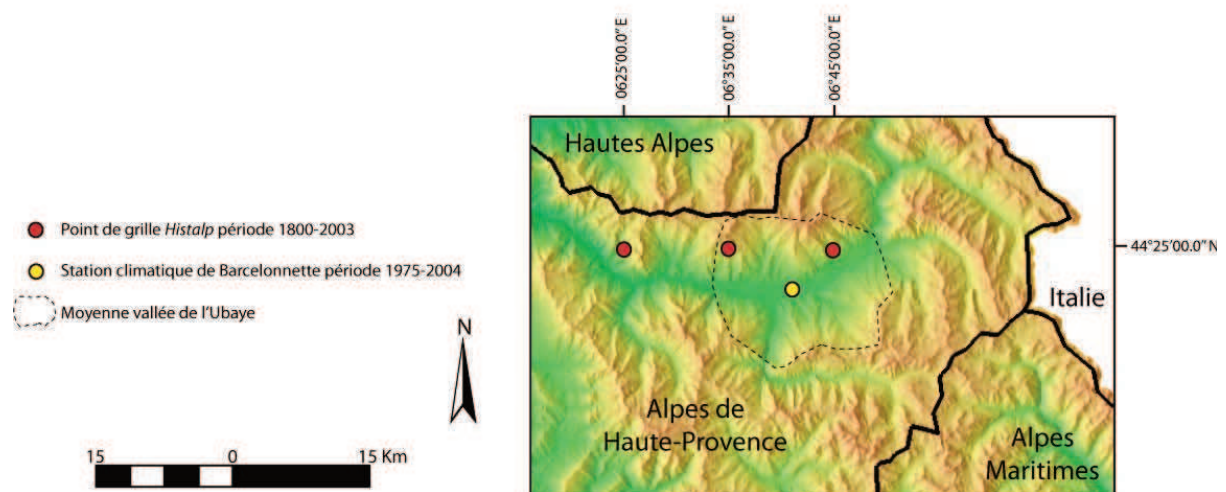 0625'00.0" E
06°35'00.0" E
06°45'00.0" E
Hautes Alpes
Point de grille Histalp période 1800-2003
Station climatique de Barcelonnette période 1975-2004
Moyenne vallée de l'Ubaye
44°25'00.0" N
Italie
N
Alpes de
Haute-Provence
Alpes
Maritimes
15 0 15 Km